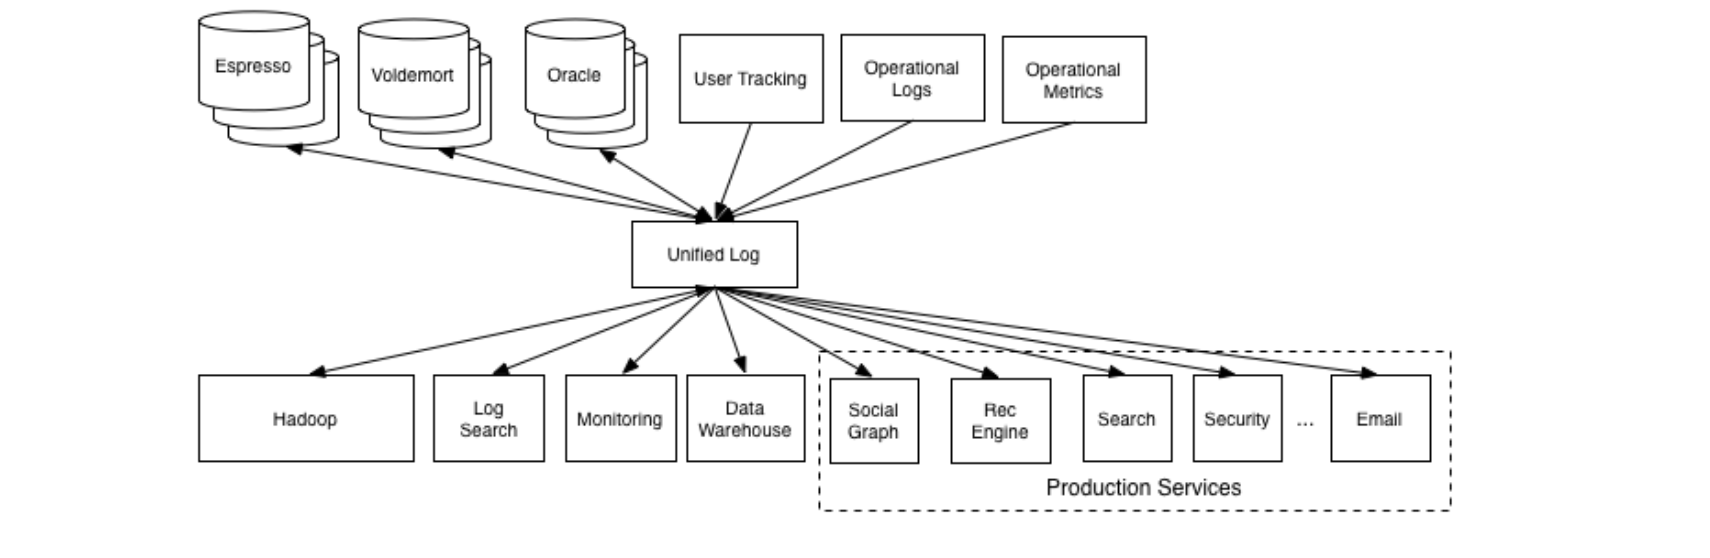 Espresso
Voldemort
Oracle
User Tracking
Operational
Logs
Operational
Metrics
Unified Log
Hadoop
Log
Search
Monitoring
Data
Warehouse
Social
Graph
Rec
Engine
Search
Security
...
Email
Production Services